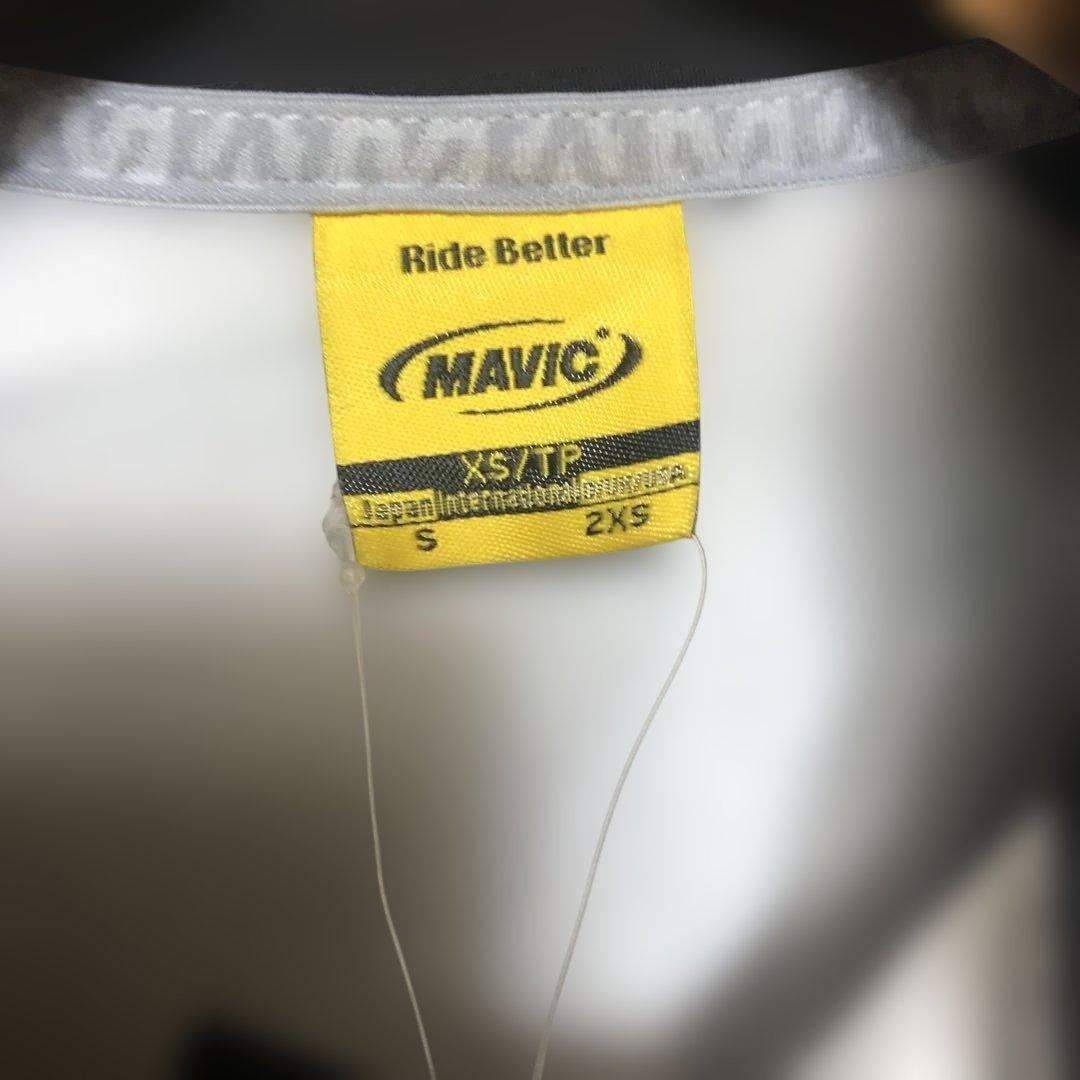 Ride Better
MAVIC
XS/TP
Japan International
S 2XS